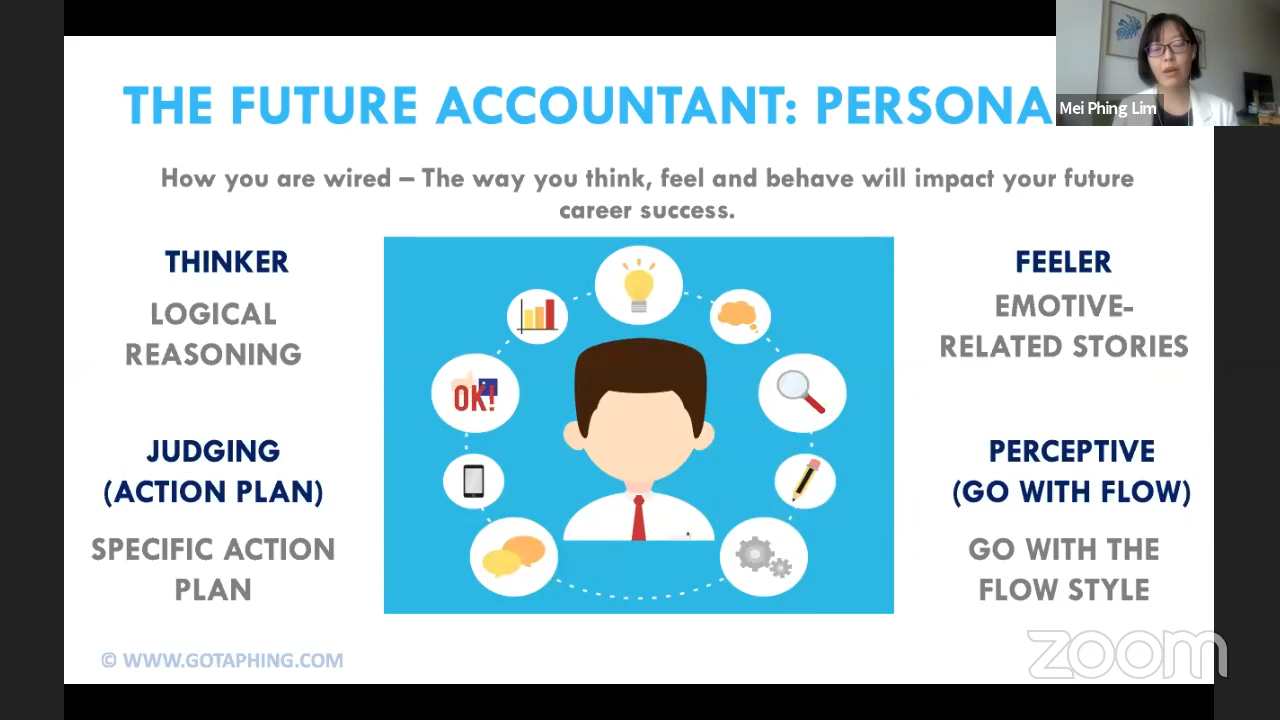 THE FUTURE ACCOUNTANT: PERSONA
Mei Phing Lim
How you are wired – The way you think, feel and behave will impact your future
career success.
THINKER
LOGICAL
REASONING
FEELER
EMOTIVE-
RELATED STORIES
OK!
JUDGING
(ACTION PLAN)
SPECIFIC ACTION
PLAN
PERCEPTIVE
(GO WITH FLOW)
GO WITH THE
FLOW STYLE
© WWW.GOTAPHING.COM
zoom